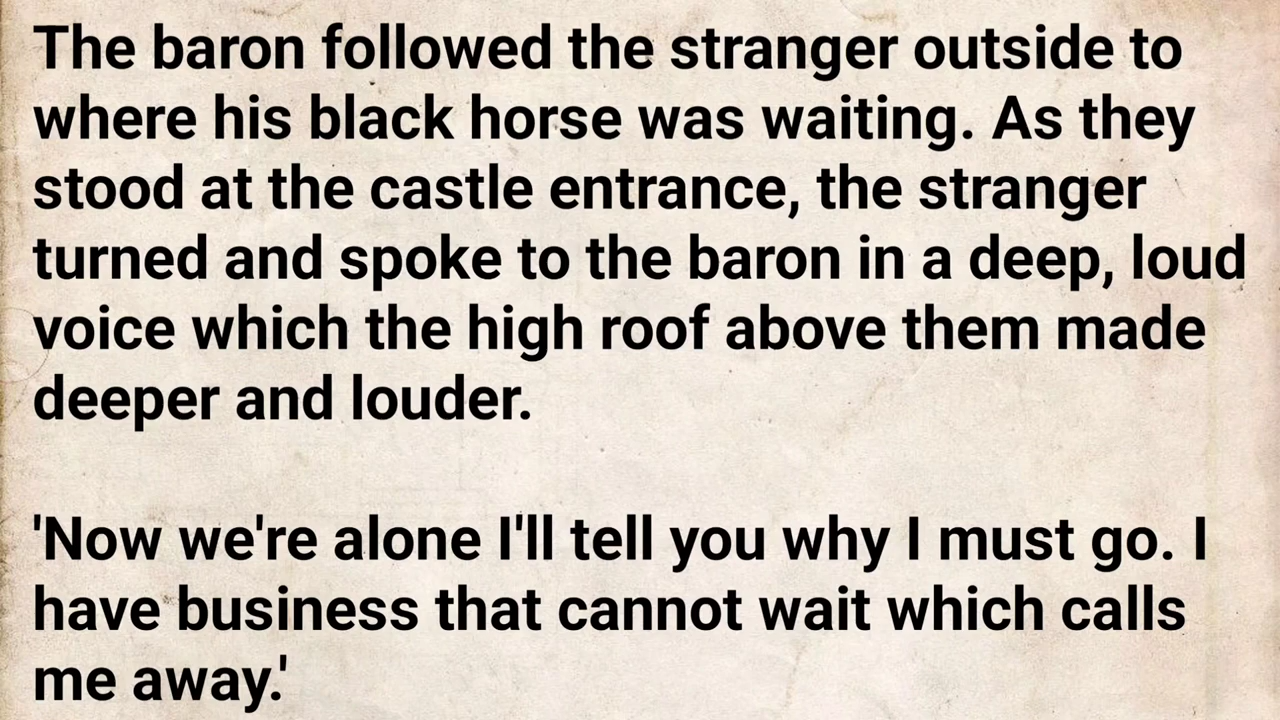 The baron followed the stranger outside to
where his black horse was waiting. As they
stood at the castle entrance, the stranger
turned and spoke to the baron in a deep, loud
voice which the high roof above them made
deeper and louder.
'Now we're alone I'll tell you why I must go. I
have business that cannot wait which calls
me away.'